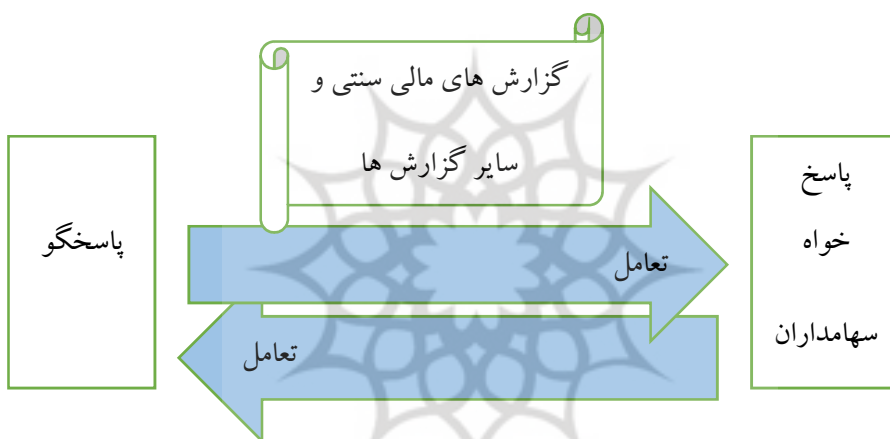 گزارش های مالی سنتی و
سایر گزارش ها
پاسخ
خواه
سهامداران
پاسخگو
تعامل
تعامل